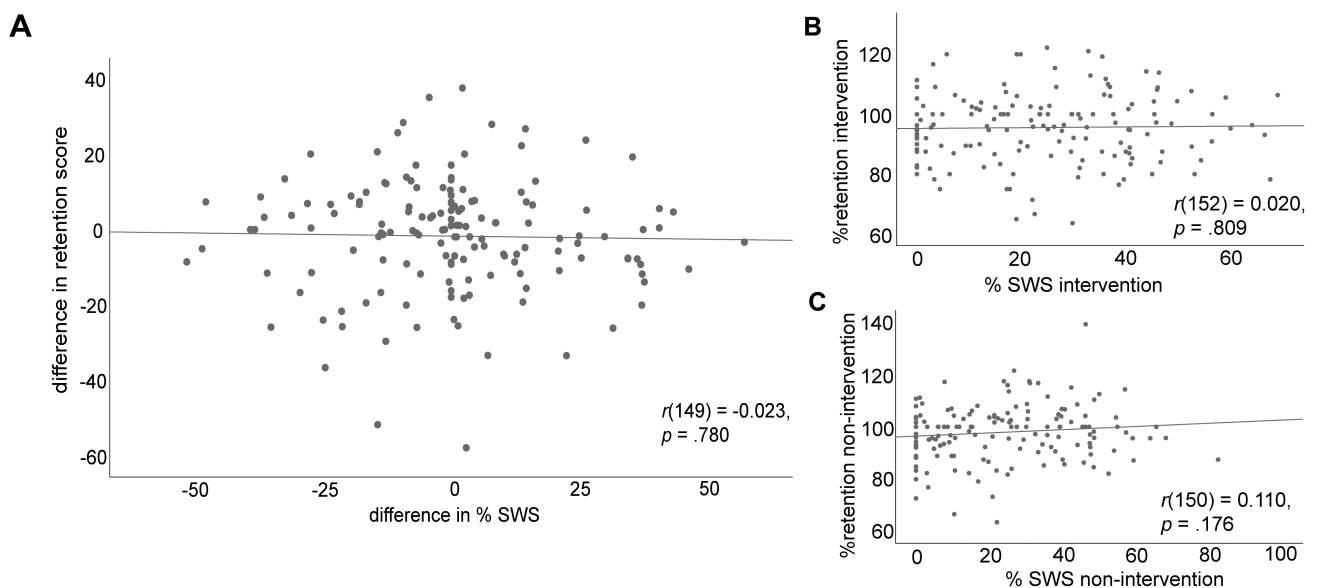 A
difference in retention score
40
20
0
-20
-40
-60
r(149) = -0.023,
p = .780
-50 -25 0 25 50
difference in % SWS
B
%retention intervention
120
100
80
60
r(152) = 0.020,
p = .809
0 20 40 60
% SWS intervention
C
%retention non-intervention
140
120
100
80
60
r(150) = 0.110,
p = .176
0 20 40 60 80 100
% SWS non-intervention